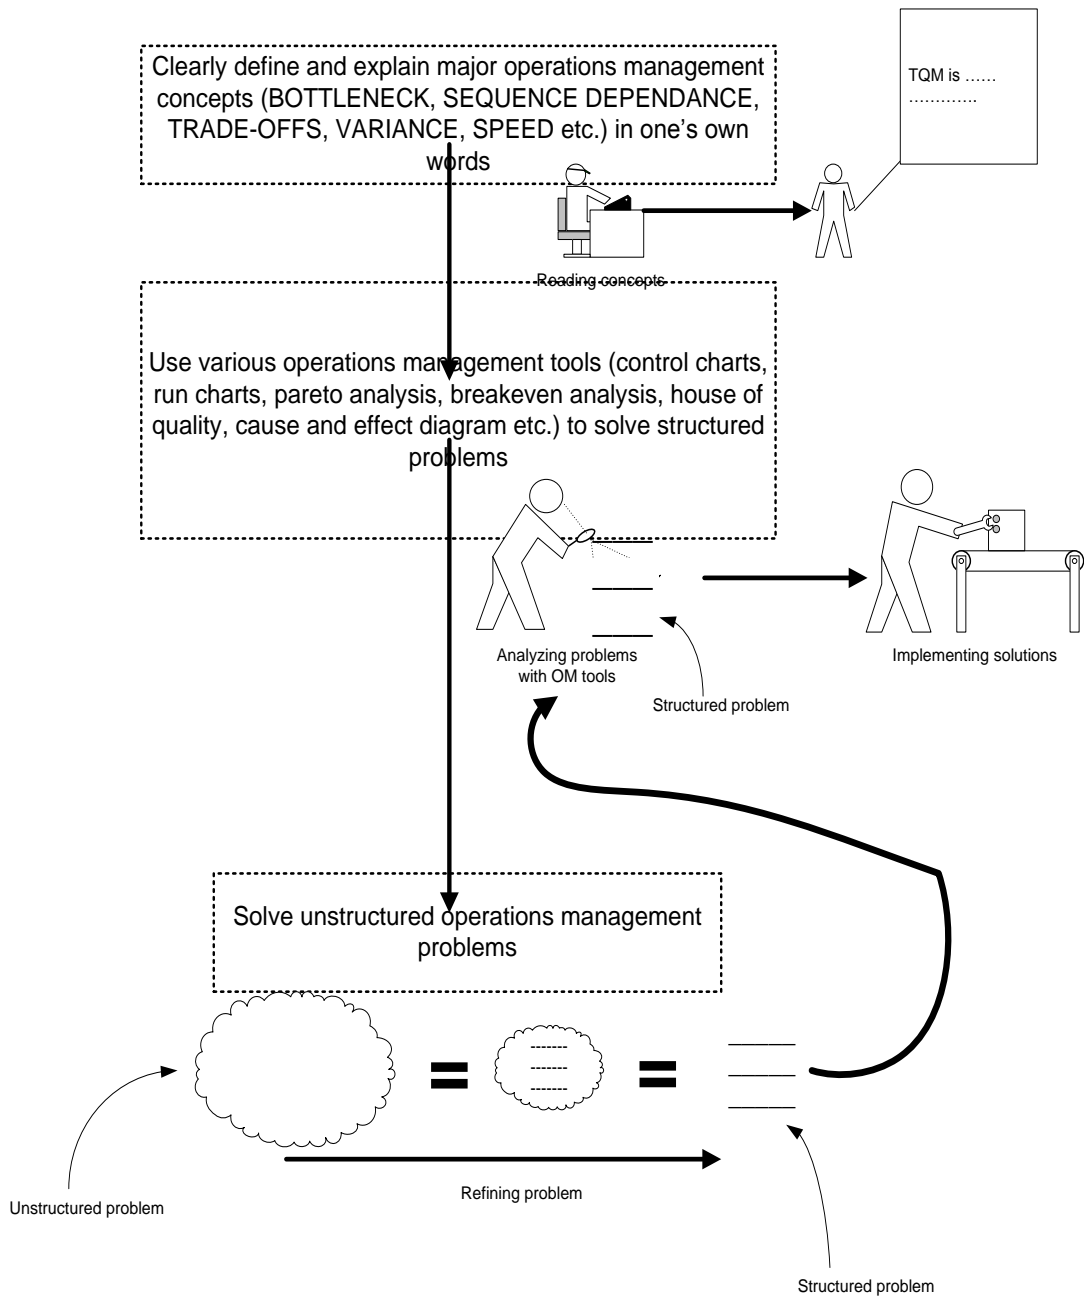 Clearly define and explain major operations management
concepts (BOTTLENECK, SEQUENCE DEPENDANCE,
TRADE-OFFS, VARIANCE, SPEED etc.) in one's own
words
TQM is ……
………….
Reading concepts
Use various operations management tools (control charts,
run charts, pareto analysis, breakeven analysis, house of
quality, cause and effect diagram etc.) to solve structured
problems
Analyzing problems
with OM tools
Implementing solutions
Structured problem
Solve unstructured operations management
problems
Refining problem
Unstructured problem
Structured problem